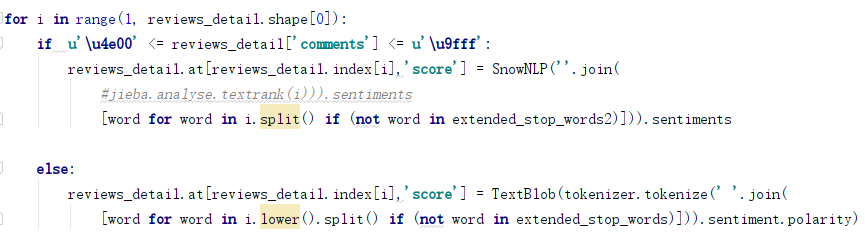 for i in range(1, reviews_detail.shape[0]):
if u'\u4e00' <= reviews_detail['comments'] <= u'\u9fff':
reviews_detail.at[reviews_detail.index[i],'score'] = SnowNLP(''.join(
#jieba.analyse.textrank(i))).sentiments
[word for word in i.split() if (not word in extended_stop_words2)])).sentiments
else:
reviews_detail.at[reviews_detail.index[i],'score'] = TextBlob(tokenizer.tokenize(' '.join(
[word for word in i.lower().split() if (not word in extended_stop_words)])).sentiment.polarity)